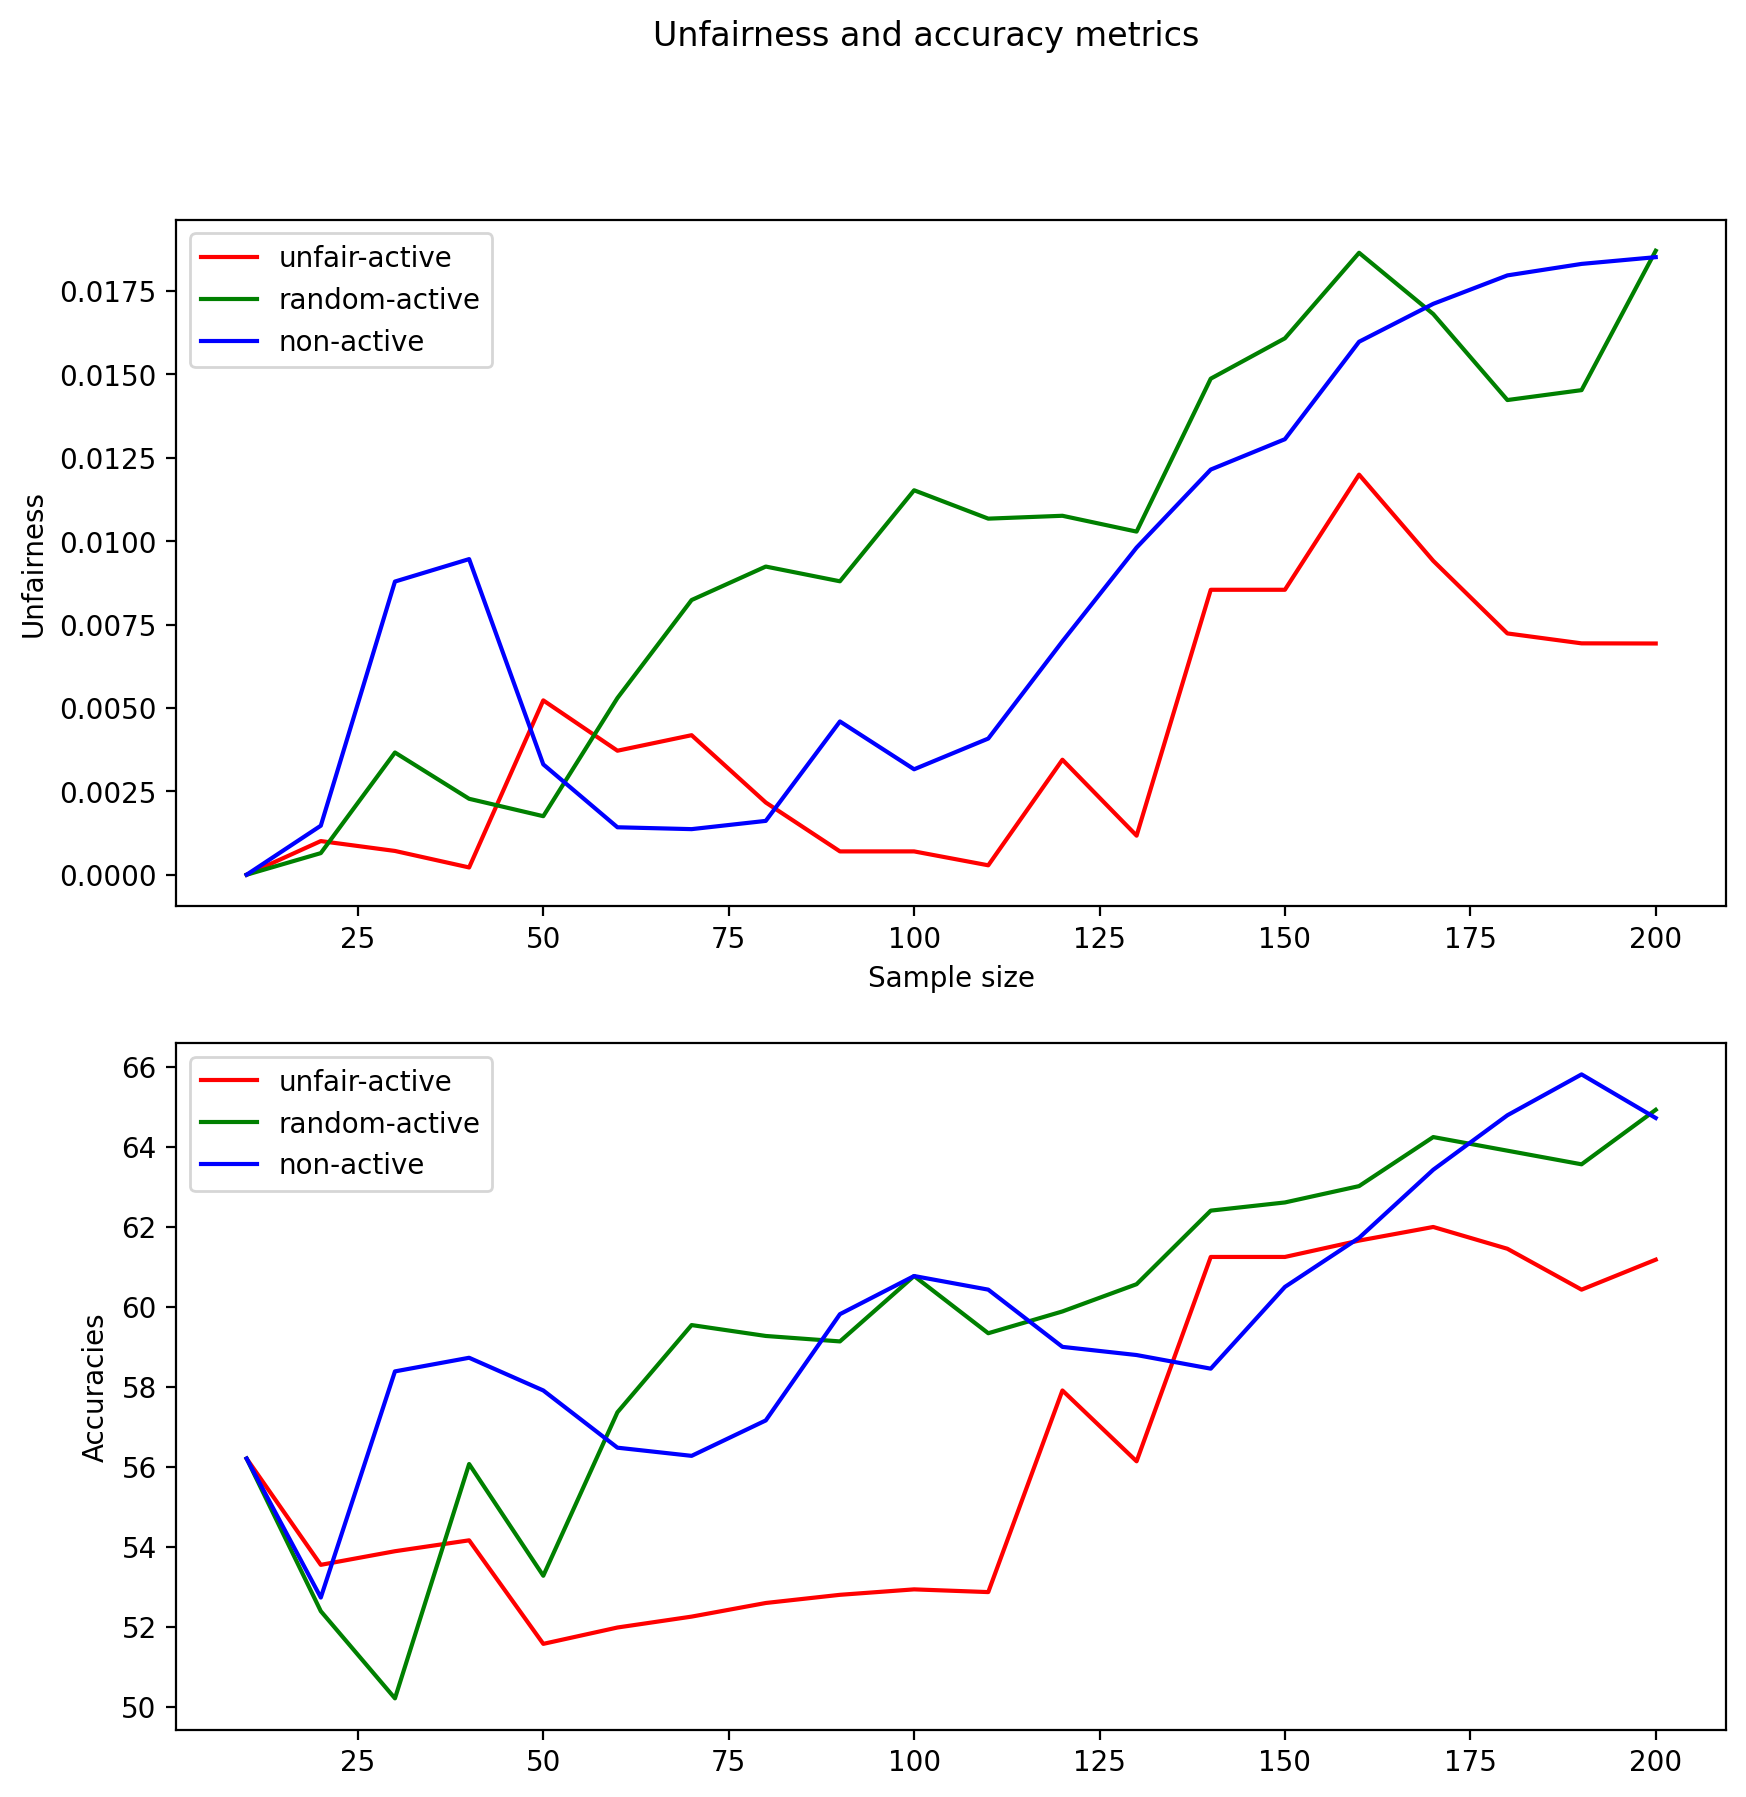 Unfairness and accuracy metrics
unfair-active
random-active
non-active
0.0175
0.0150
0.0125
0.0100
0.0075
0.0050
0.0025
0.0000
Unfairness
25 50 75 100 125 150 175 200
Sample size
unfair-active
random-active
non-active
66
64
62
60
58
56
54
52
50
Accuracies
25 50 75 100 125 150 175 200